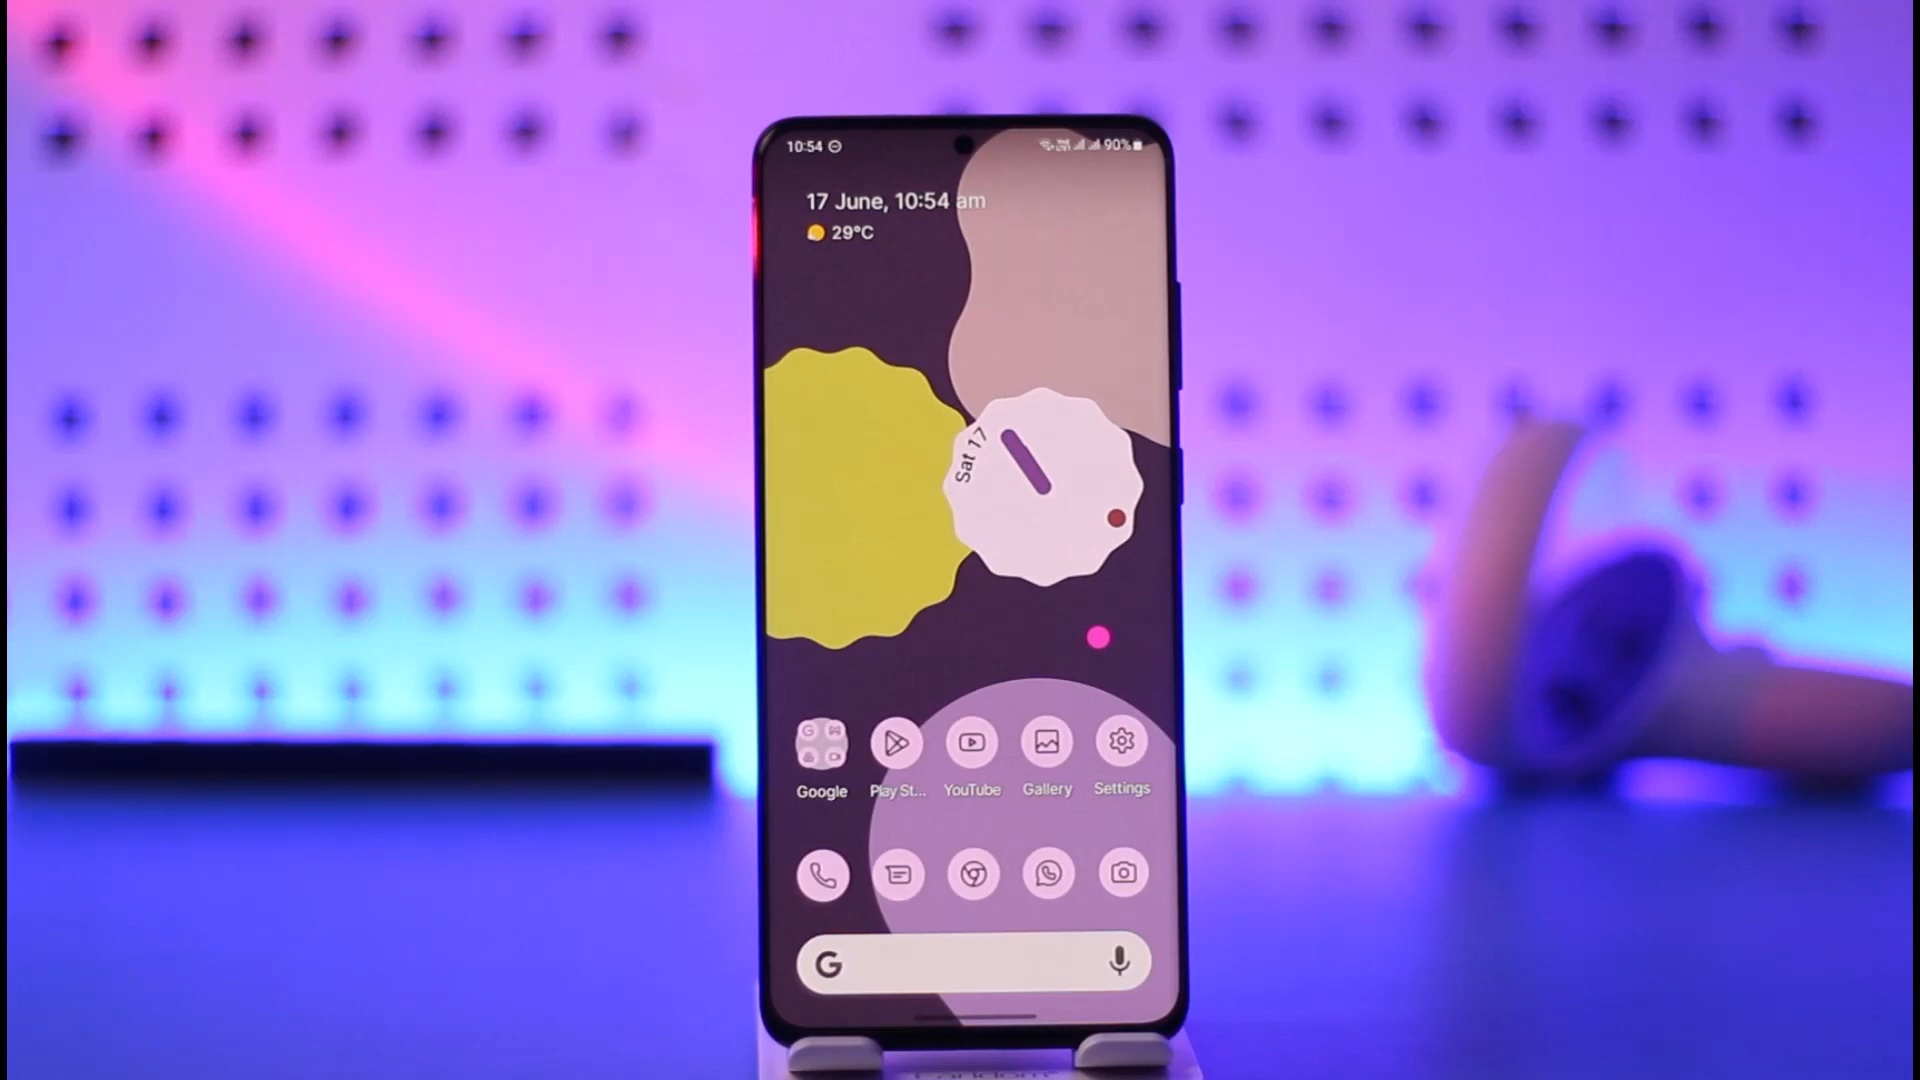 10:54
90%
17 June, 10:54 am
29°C
Sat 17
Google
Play St...
YouTube
Gallery
Settings
G